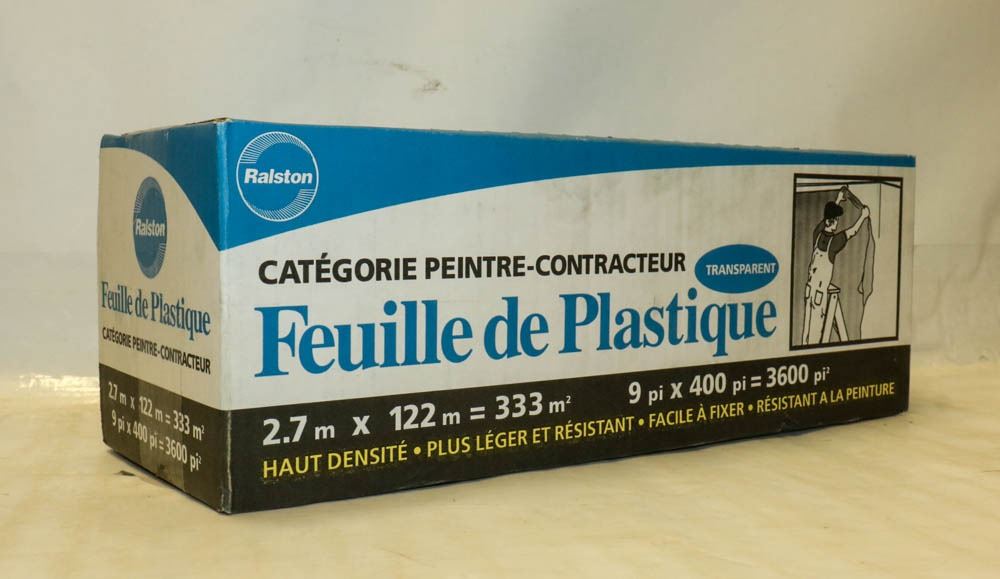 Ralston
Feuille de Plastique
CATÉGORIE PEINTRE-CONTRACTEUR
2.7 m x 122 m = 333 m²
9 pi x 400 pi = 3600 pi²
Ralston
CATÉGORIE PEINTRE-CONTRACTEUR
TRANSPARENT
Feuille de Plastique
2.7 m x 122 m = 333 m² 9 pi x 400 pi = 3600 pi²
HAUT DENSITÉ • PLUS LÉGER ET RÉSISTANT • FACILE À FIXER • RÉSISTANT A LA PEINTURE